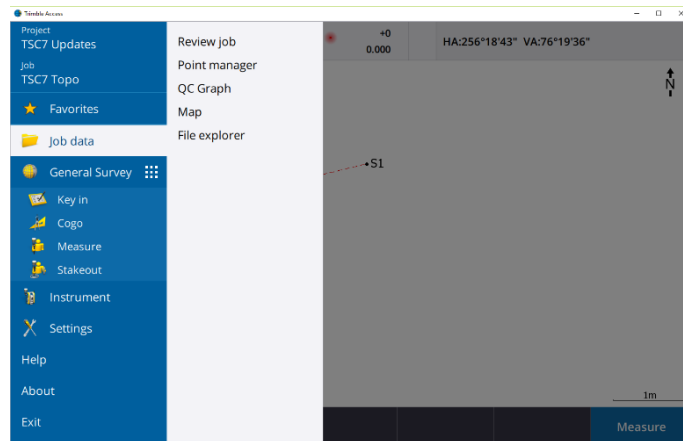 Trimble Access
Project
TSC7 Updates
Job
TSC7 Topo
Favorites
Job data
General Survey
Key in
Cogo
Measure
Stakeout
Instrument
Settings
Help
About
Exit
Review job
Point manager
QC Graph
Map
File explorer
+0
0.000
HA:256°18'43" VA:76°19'36"
N
S1
1m
Measure